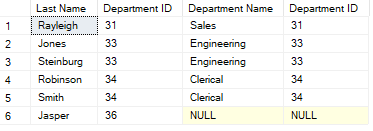 Last Name Department ID Department Name Department ID
1 Rayleigh 31 Sales 31
2 Jones 33 Engineering 33
3 Steinburg 33 Engineering 33
4 Robinson 34 Clerical 34
5 Smith 34 Clerical 34
6 Jasper 36 NULL NULL